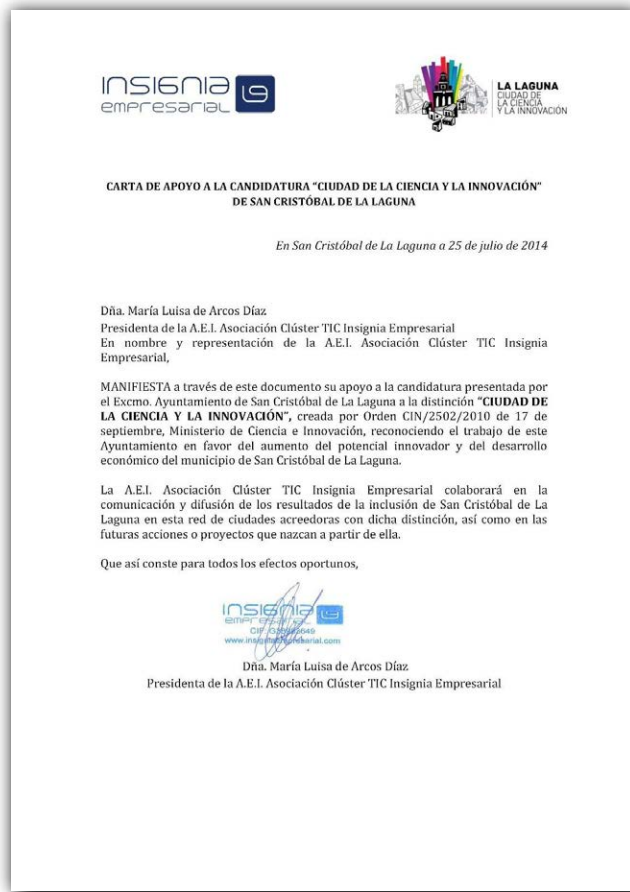 INSIGNIA
empresarial
LA LAGUNA
CIUDAD DE
LA CIENCIA
Y LA INNOVACIÓN
CARTA DE APOYO A LA CANDIDATURA "CIUDAD DE LA CIENCIA Y LA INNOVACIÓN"
DE SAN CRISTÓBAL DE LA LAGUNA
En San Cristóbal de La Laguna a 25 de julio de 2014
Dña. María Luisa de Arcos Díaz
Presidenta de la A.E.I. Asociación Clúster TIC Insignia Empresarial
En nombre y representación de la A.E.I. Asociación Clúster TIC Insignia
Empresarial,
MANIFIESTA a través de este documento su apoyo a la candidatura presentada por
el Excmo. Ayuntamiento de San Cristóbal de La Laguna a la distinción "CIUDAD DE
LA CIENCIA Y LA INNOVACIÓN", creada por Orden CIN/2502/2010 de 17 de
septiembre, Ministerio de Ciencia e Innovación, reconociendo el trabajo de este
Ayuntamiento en favor del aumento del potencial innovador y del desarrollo
económico del municipio de San Cristóbal de La Laguna.
La A.E.I. Asociación Clúster TIC Insignia Empresarial colaborará en la
comunicación y difusión de los resultados de la inclusión de San Cristóbal de La
Laguna en esta red de ciudades acreedoras con dicha distinción, así como en las
futuras acciones o proyectos que nazcan a partir de ella.
Que así conste para todos los efectos oportunos,
INSIGNIA
empresarial
CIF:
www.insigniaempresarial.com
Dña. María Luisa de Arcos Díaz
Presidenta de la A.E.I. Asociación Clúster TIC Insignia Empresarial